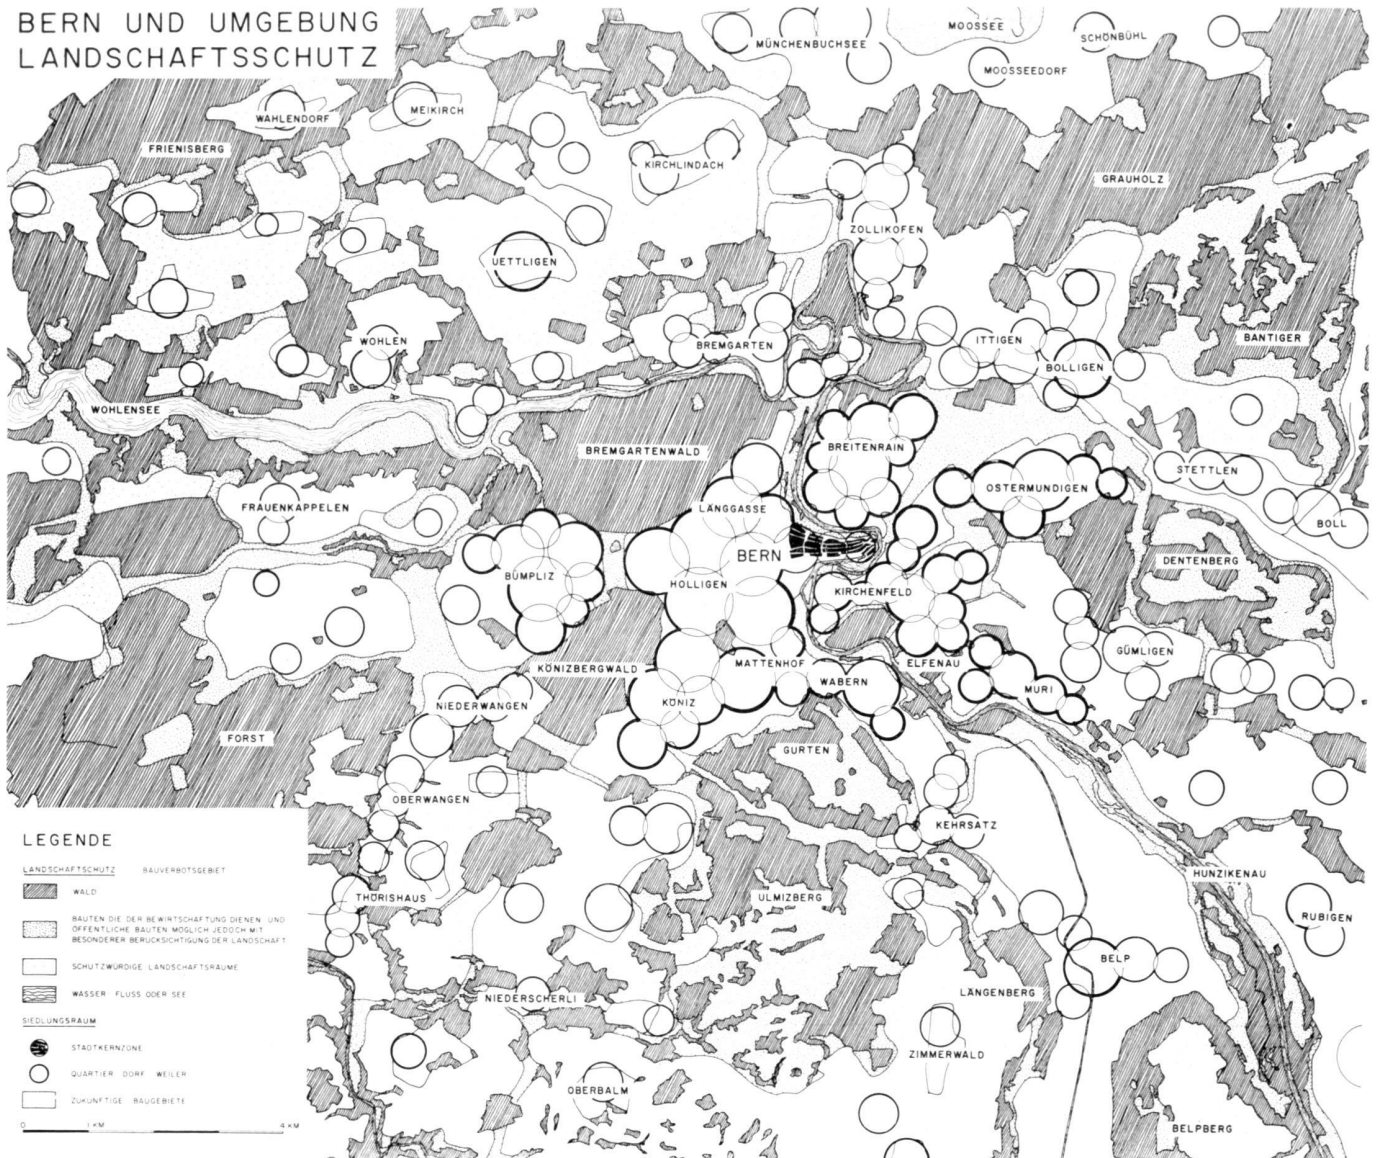 BERN UND UMGEBUNG
LANDSCHAFTSSCHUTZ
MOOSSEE
MÜNCHENBUCHSEE
SCHÖNBÜHL
MOOSSEEDORF
WAHLENDORF
MEIKIRCH
FRIENISBERG
KIRCHLINDACH
GRAUHOLZ
ZOLLIKOFEN
UETTLIGEN
WOHLEN
BREMGARTEN
ITTIGEN
BANTIGER
BOLLIGEN
WOHLENSEE
BREMGARTENWALD
BREITENRAIN
STETTLEN
OSTERMUNDIGEN
FRAUENKAPPELEN
LÄNGGASSE
BOLL
BERN
DENTENBERG
BÜMPLIZ
HOLLIGEN
KIRCHENFELD
GÜMLIGEN
KÖNIZBERGWALD
MATTENHOF
ELFENAU
WABERN
MURI
NIEDERWANGEN
KÖNIZ
FORST
GURTEN
OBERWANGEN
KEHRSATZ
HUNZIKENAU
THÖRISHAUS
ULMIZBERG
RUBIGEN
BELP
NIEDERSCHERLI
LÄNGENBERG
ZIMMERWALD
OBERBALM
BELPBERG
LEGENDE
LANDSCHAFTSCHUTZ BAUVERBOTSGEBIET
WALD
BAUTEN DIE DER BEWIRTSCHAFTUNG DIENEN UND
ÖFFENTLICHE BAUTEN MÖGLICH JEDOCH MIT
BESONDERER BERÜCKSICHTIGUNG DER LANDSCHAFT
SCHUTZWÜRDIGE LANDSCHAFTSRÄUME
WASSER FLUSS ODER SEE
SIEDLUNGSRAUM
STADTKERNZONE
QUARTIER DORF WEILER
ZUKÜNFTIGE BAUGEBIETE
0 1 KM 4 KM